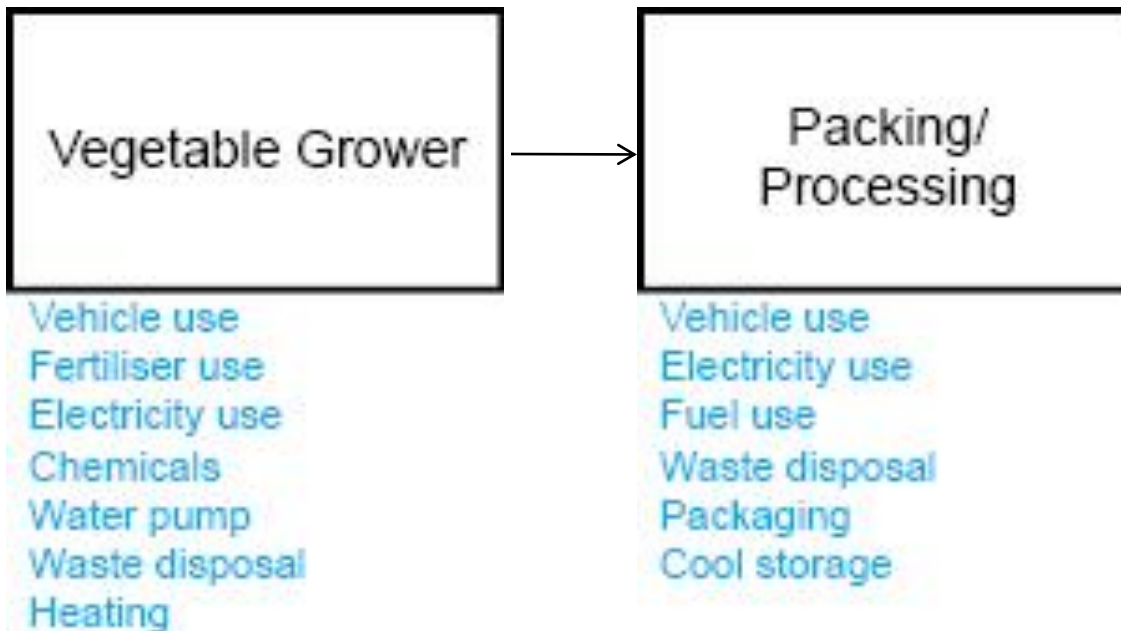 Vegetable Grower
Packing/
Processing
Vehicle use
Fertiliser use
Electricity use
Chemicals
Water pump
Waste disposal
Heating
Vehicle use
Electricity use
Fuel use
Waste disposal
Packaging
Cool storage